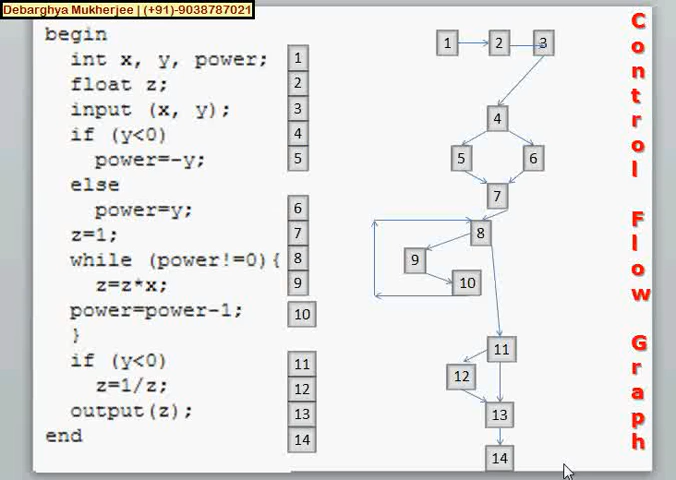 Debarghya Mukherjee | (+91)-9038787021
begin
int x, y, power; 1
float z; 2
input (x, y); 3
if (y<0) 4
power=-y; 5
else
power=y; 6
z=1; 7
while (power!=0){ 8
z=z*x; 9
power=power-1; 10
}
if (y<0) 11
z=1/z; 12
output(z); 13
end 14
1 2 3
4
5 6
7
8
9
10
11
12
13
14
Control
Flow
Graph